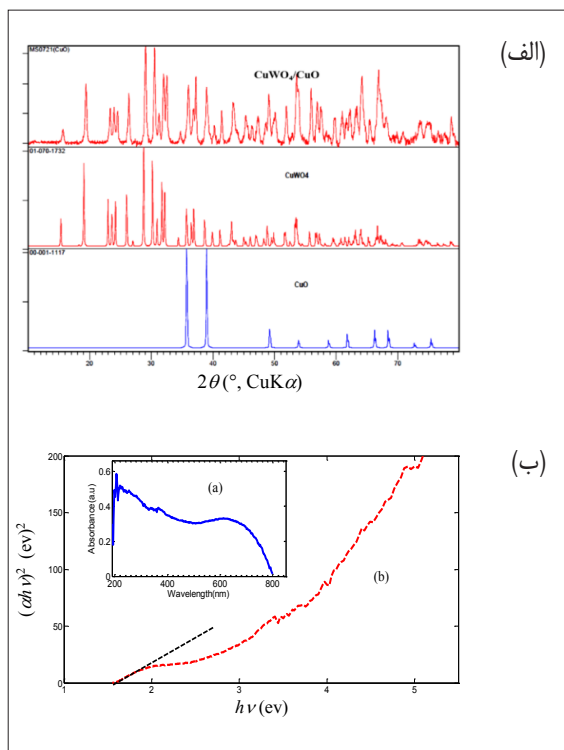 (الف)
MS0721(CuO)
CuWO₄/CuO
01-070-1732
CuWO4
00-001-1117
CuO
20 30 40 50 60 70
2θ (°, CuKα)
(ب)
200
150
100
50
0
(αhν)² (ev)²
0.6
0.4
0.2
0
Absorbance(a.u)
(a)
200 400 600 800
Wavelength(nm)
(b)
1 2 3 4 5
hν (ev)